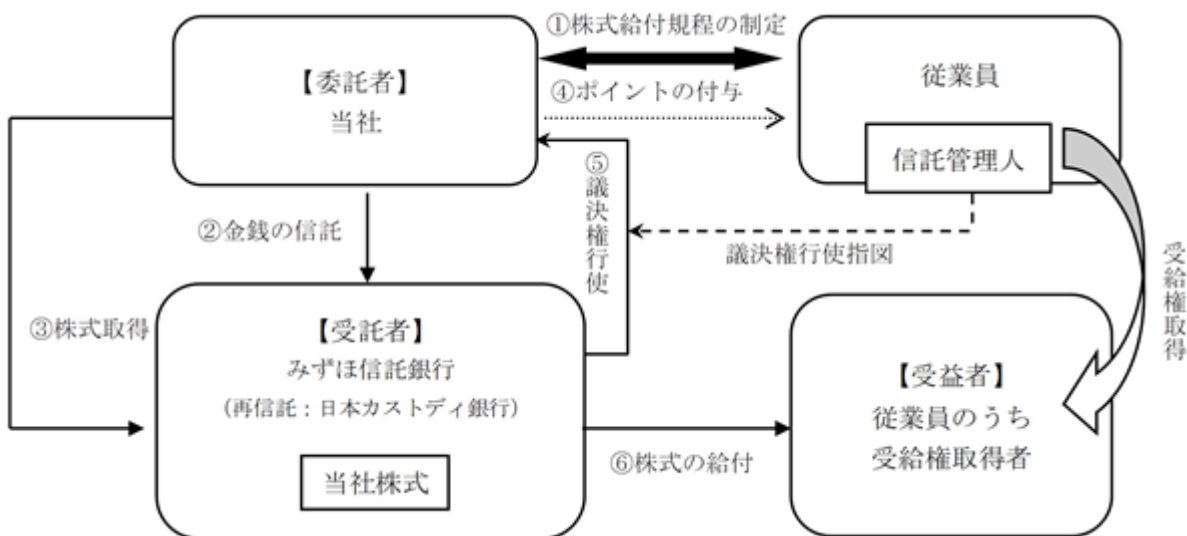 ①株式給付規程の制定
【委託者】
当社
④ポイントの付与
従業員
信託管理人
②金銭の信託
⑤議決権行使
議決権行使指図
受給権取得
③株式取得
【受託者】
みずほ信託銀行
（再信託：日本カストディ銀行）
当社株式
⑥株式の給付
【受益者】
従業員のうち
受給権取得者